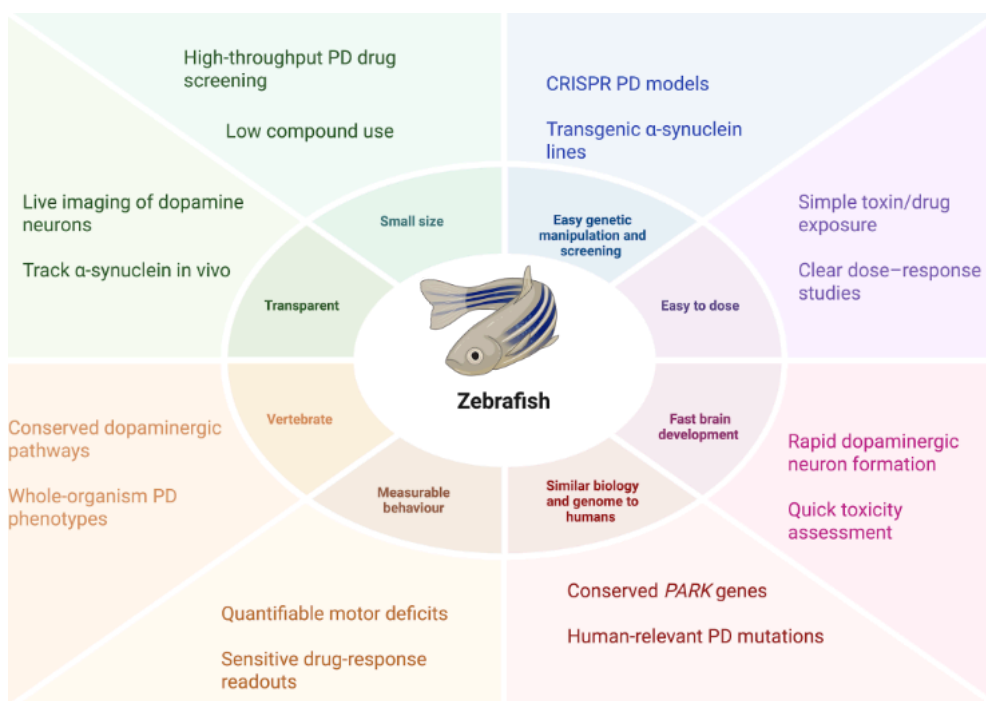 High-throughput PD drug
screening
Low compound use
CRISPR PD models
Transgenic α-synuclein
lines
Live imaging of dopamine
neurons
Track α-synuclein in vivo
Simple toxin/drug
exposure
Clear dose–response
studies
Small size
Easy genetic
manipulation and
screening
Transparent
Easy to dose
Zebrafish
Vertebrate
Fast brain
development
Measurable
behaviour
Similar biology
and genome to
humans
Conserved dopaminergic
pathways
Whole-organism PD
phenotypes
Rapid dopaminergic
neuron formation
Quick toxicity
assessment
Quantifiable motor deficits
Sensitive drug-response
readouts
Conserved PARK genes
Human-relevant PD mutations